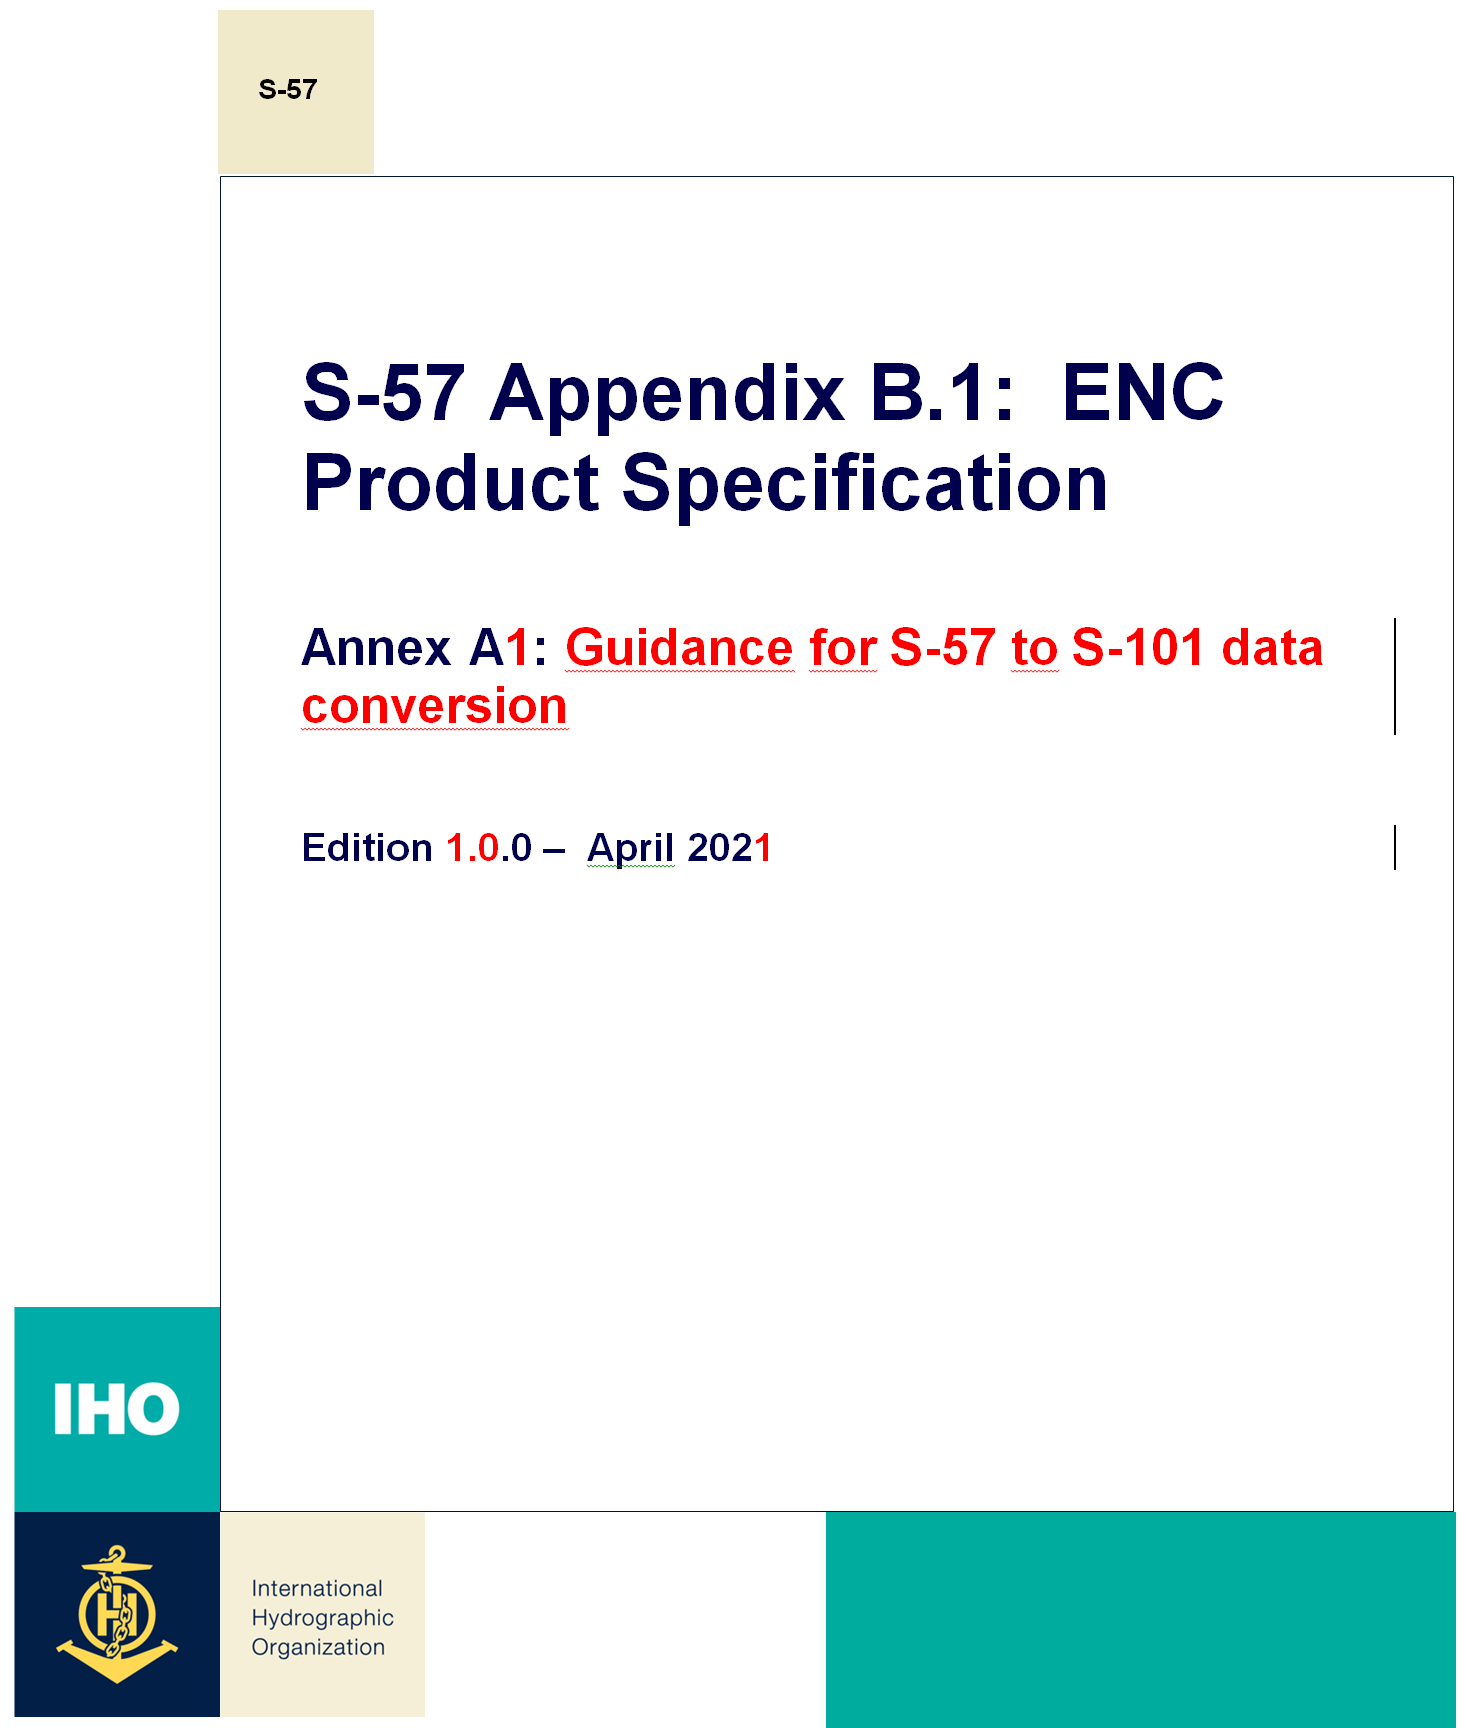 S-57
S-57 Appendix B.1:  ENC
Product Specification
Annex A1: Guidance for S-57 to S-101 data
conversion
Edition 1.0.0 –  April 2021
IHO
International
Hydrographic
Organization